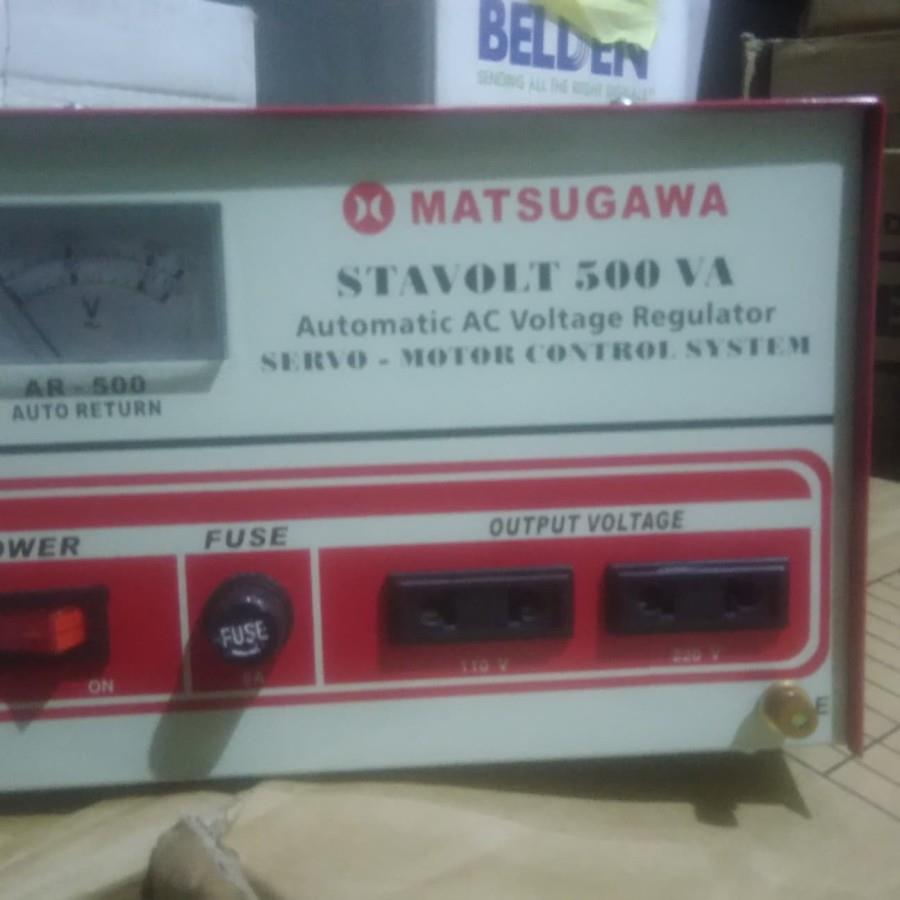 BELDEN
SENDING ALL THE RIGHT SIGNALS
MATSUGAWA
STAVOLT 500 VA
Automatic AC Voltage Regulator
SERVO - MOTOR CONTROL SYSTEM
V
AR - 500
AUTO RETURN
OWER
FUSE
OUTPUT VOLTAGE
FUSE
ON
110 V
220 V
E